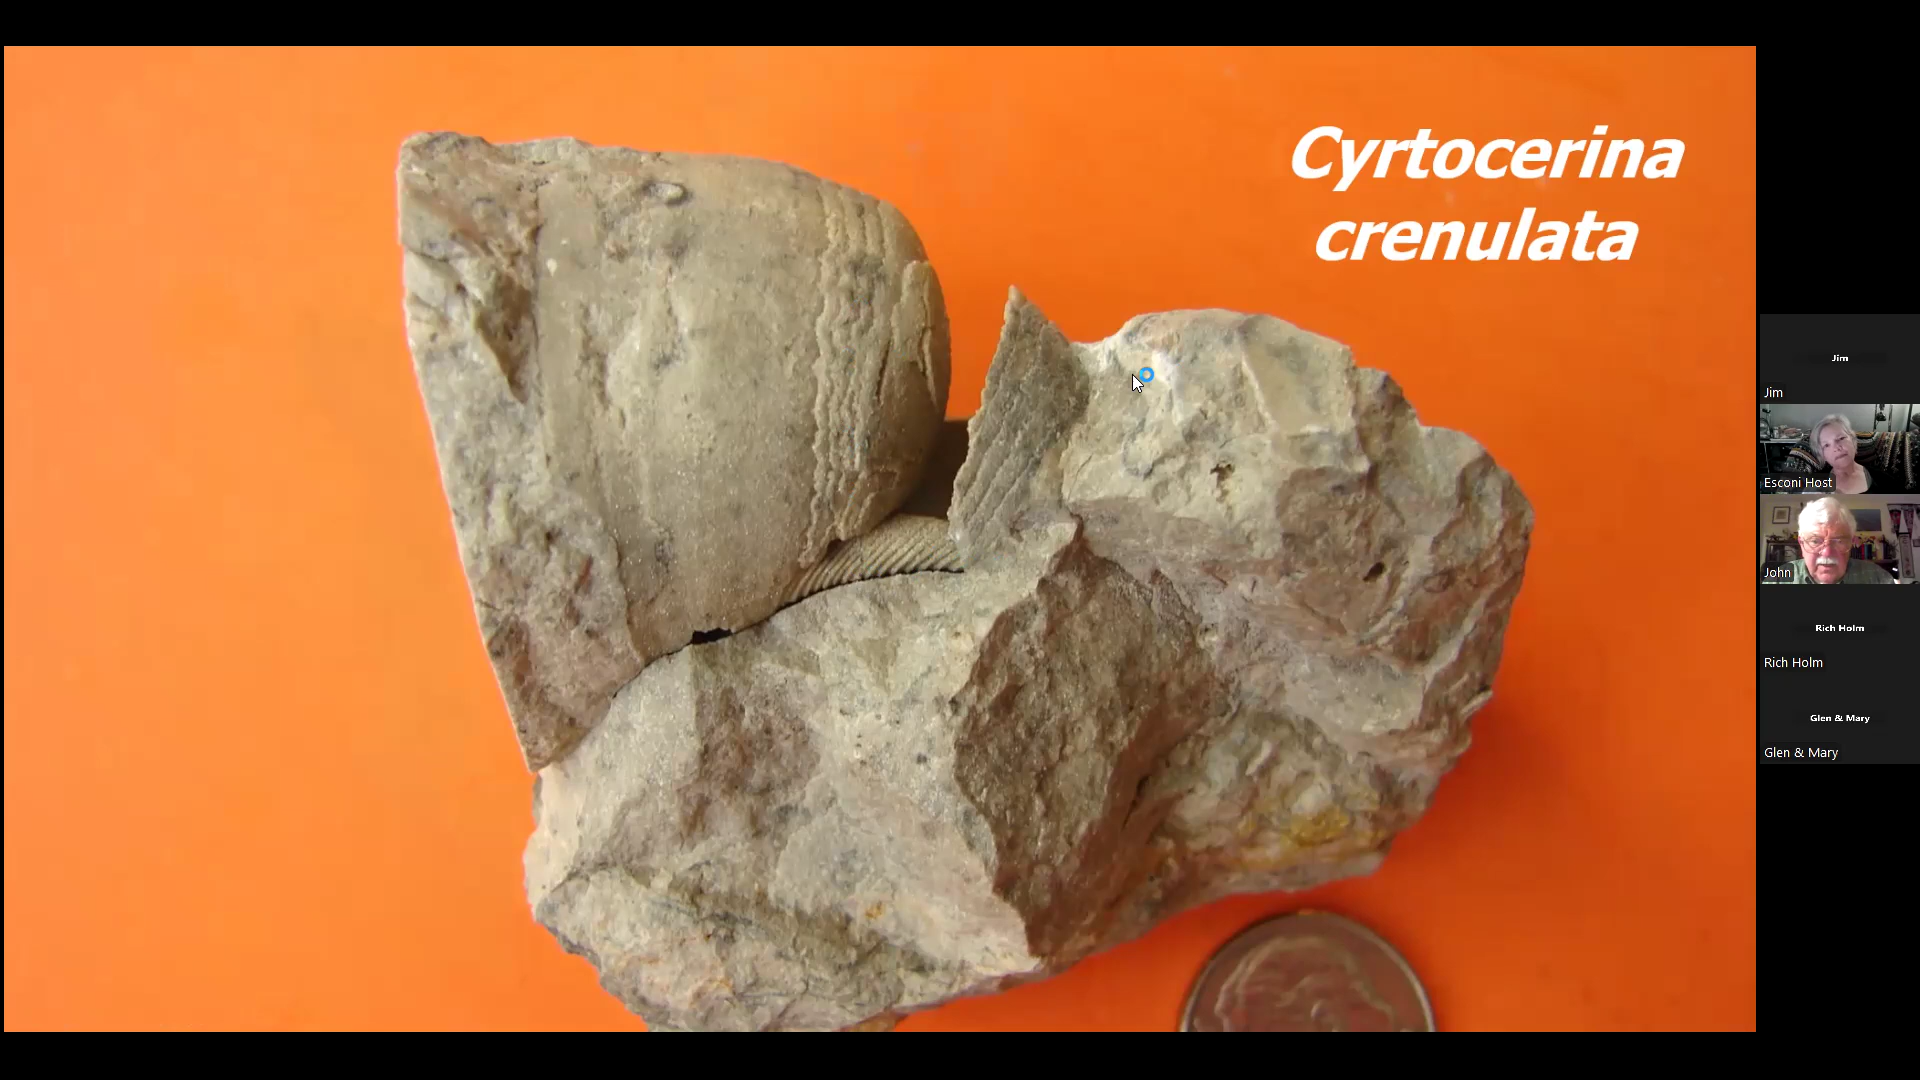 Cyrtocerina
crenulata
Jim
Jim
Esconi Host
John
Rich Holm
Rich Holm
Glen & Mary
Glen & Mary